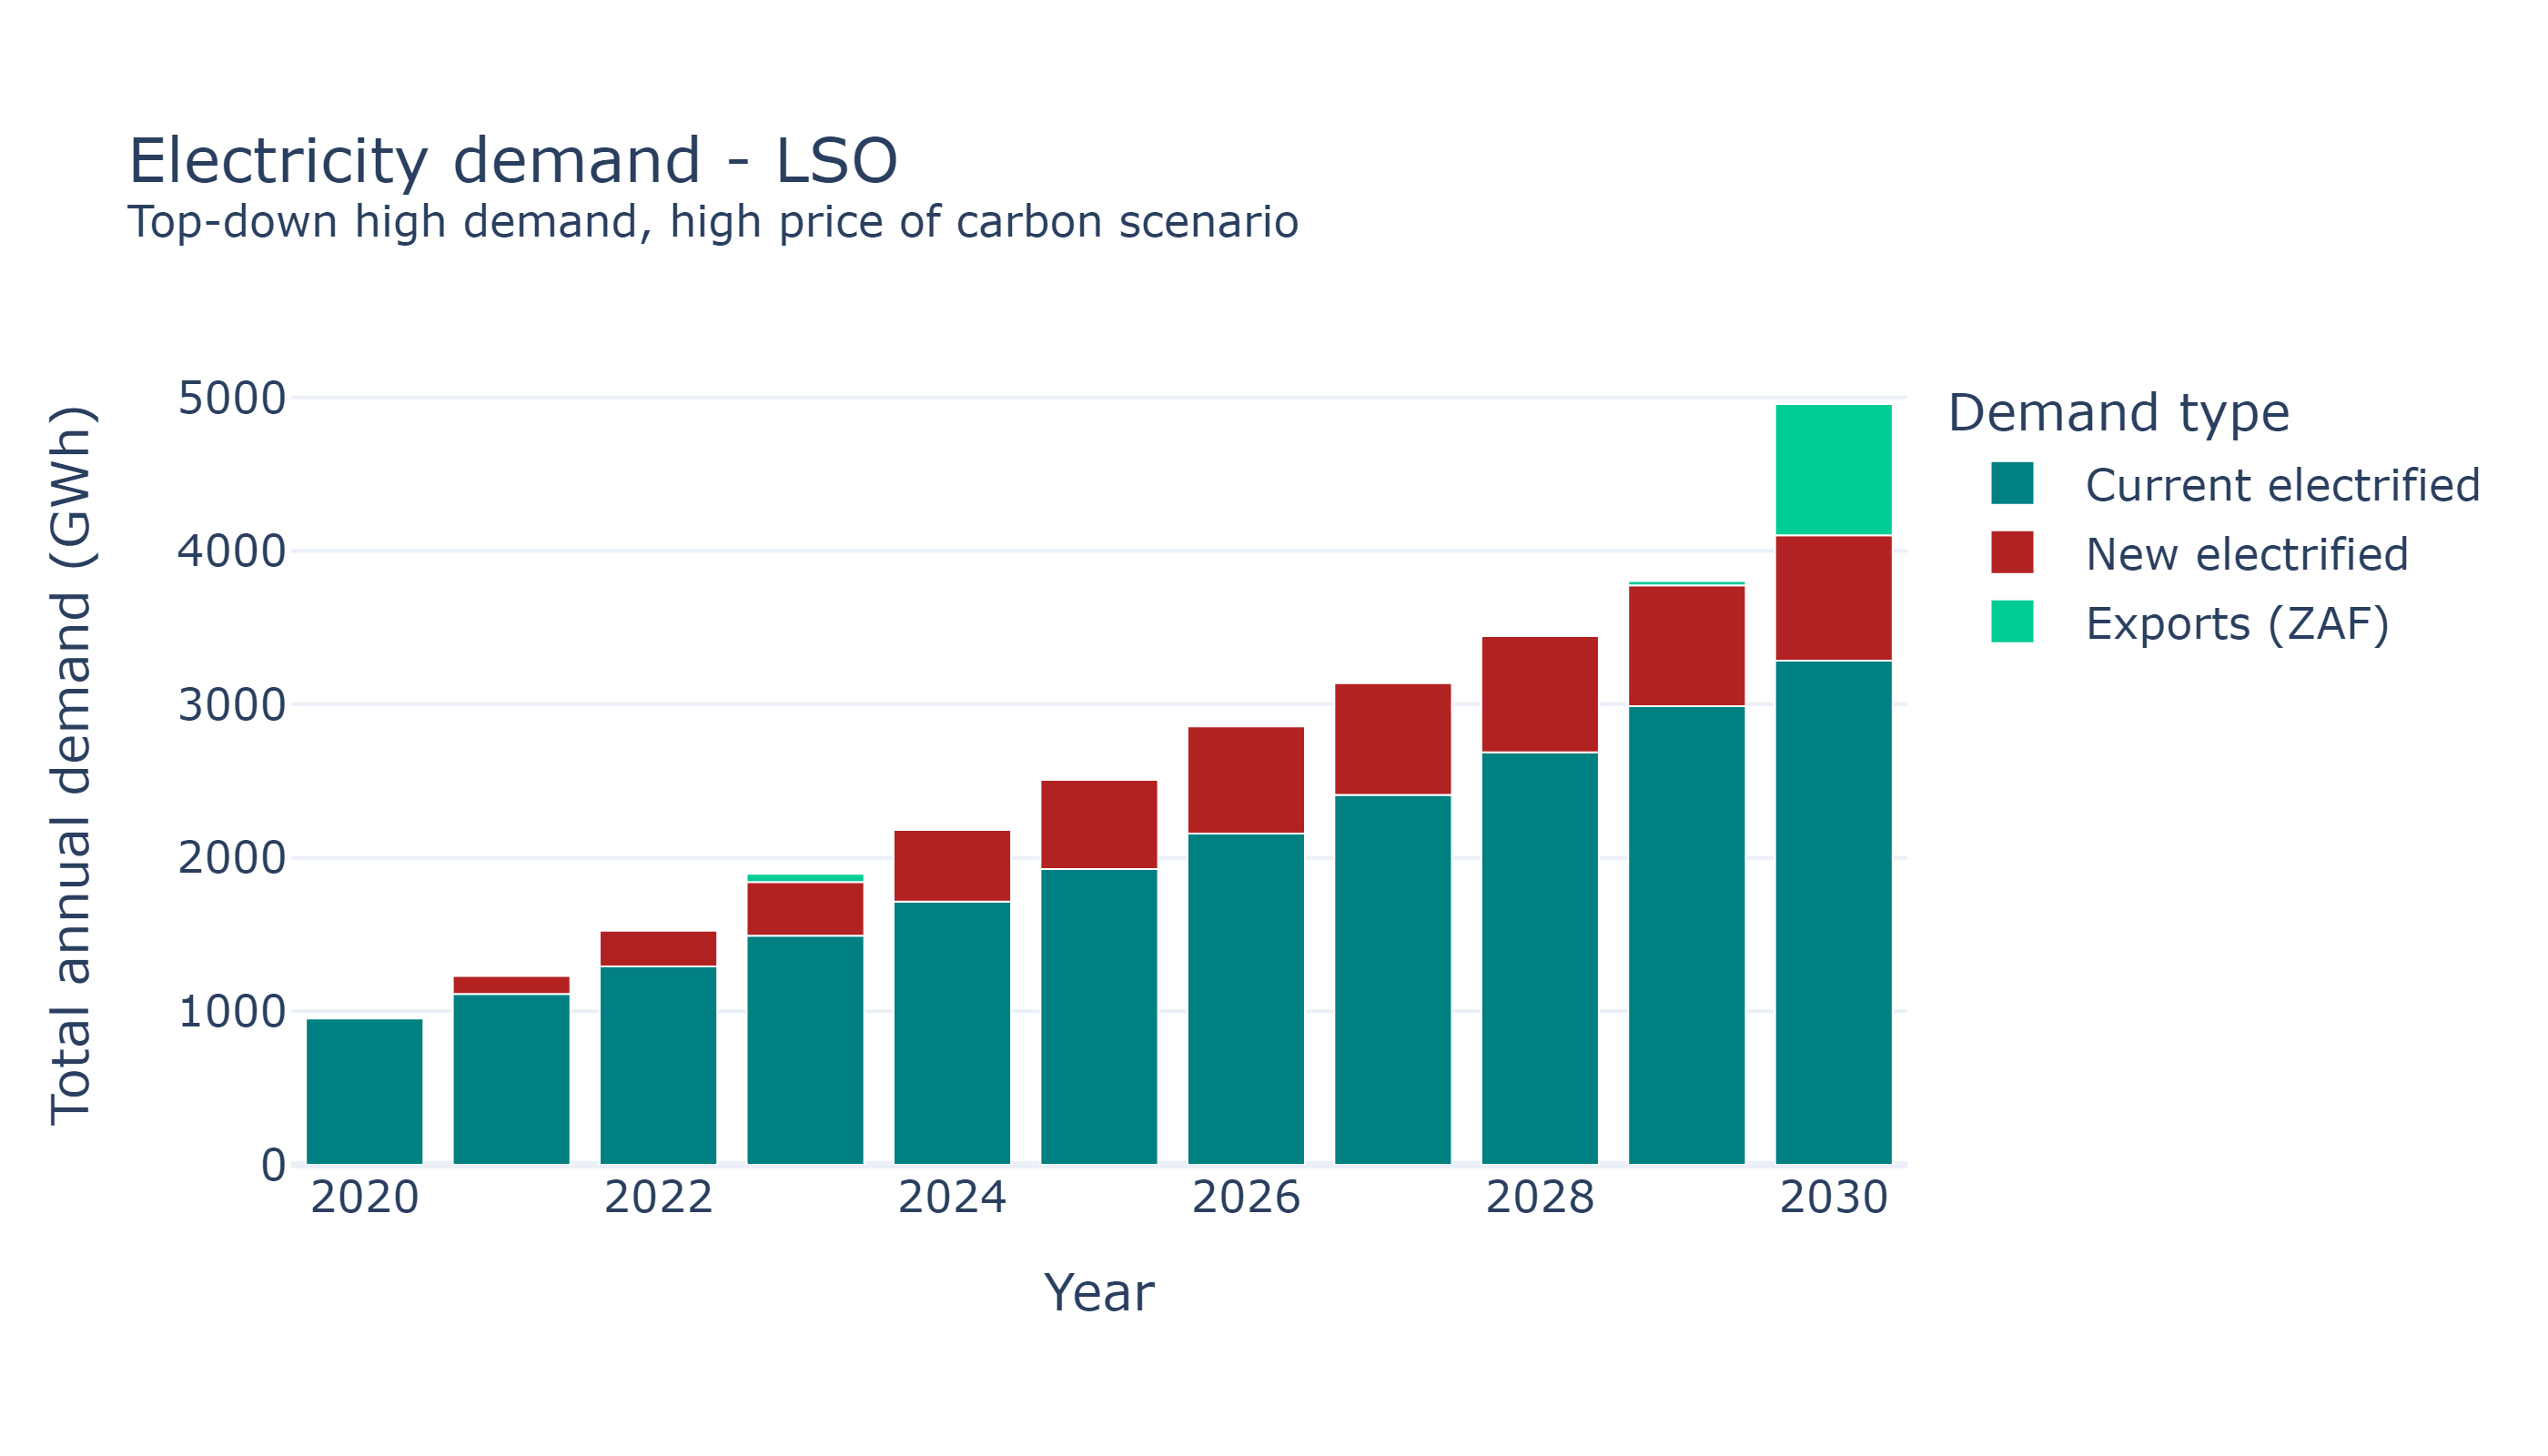 Electricity demand - LSO
Top-down high demand, high price of carbon scenario
Total annual demand (GWh)
5000
4000
3000
2000
1000
0
2020
2022
2024
2026
2028
2030
Year
Demand type
Current electrified
New electrified
Exports (ZAF)